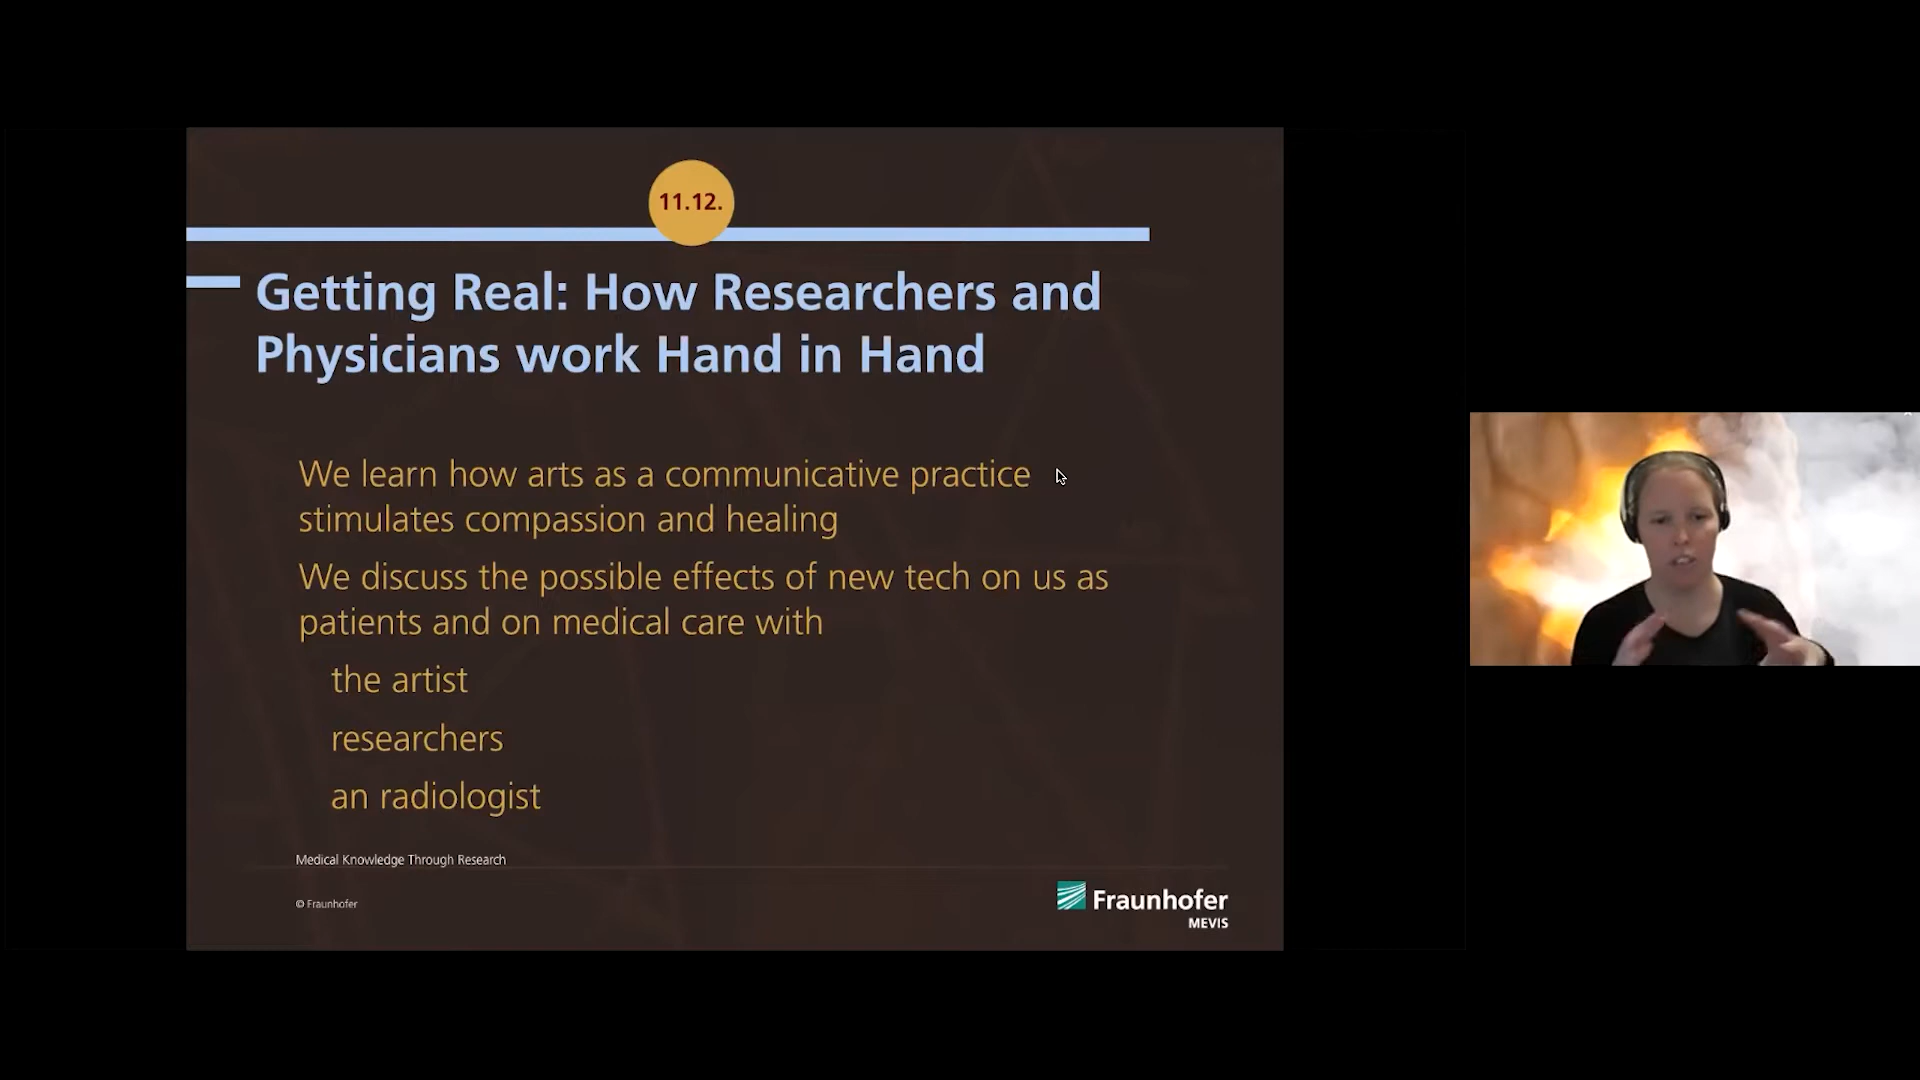 11.12.
Getting Real: How Researchers and
Physicians work Hand in Hand
We learn how arts as a communicative practice
stimulates compassion and healing
We discuss the possible effects of new tech on us as
patients and on medical care with
the artist
researchers
an radiologist
Medical Knowledge Through Research
© Fraunhofer
Fraunhofer
MEVIS